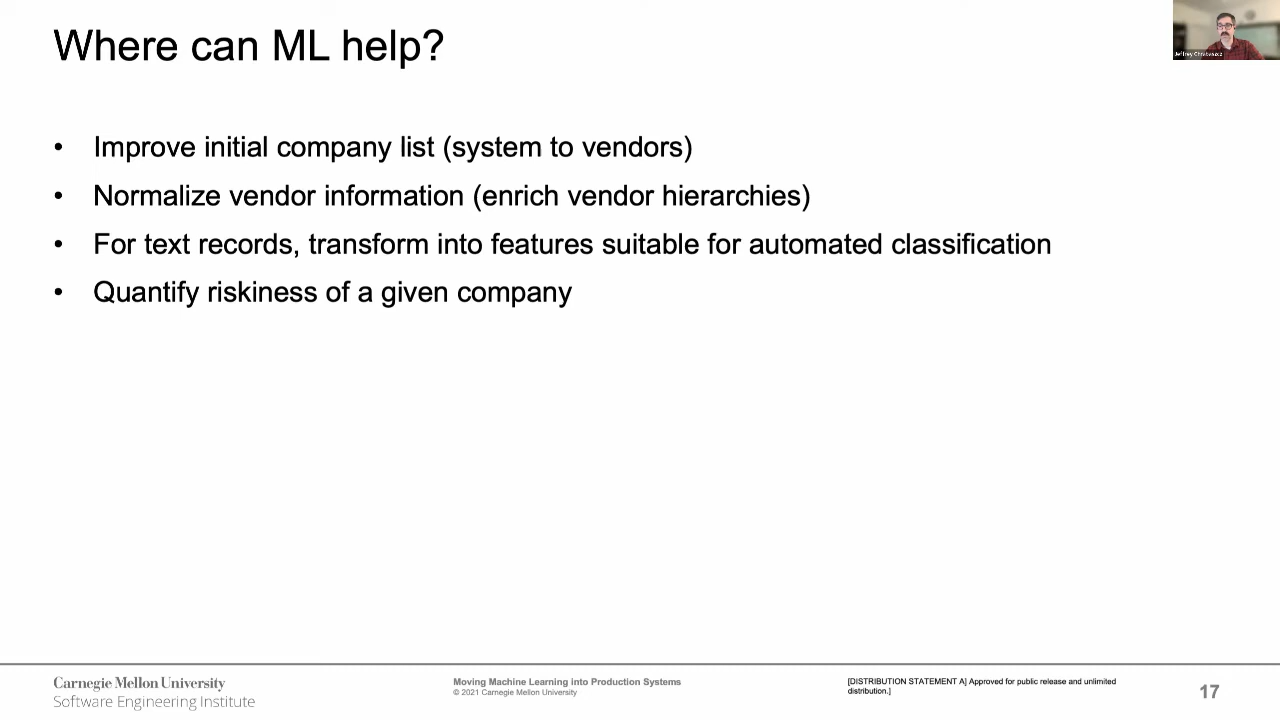 Where can ML help?
Jeffrey Chrabaszcz
• Improve initial company list (system to vendors)
• Normalize vendor information (enrich vendor hierarchies)
• For text records, transform into features suitable for automated classification
• Quantify riskiness of a given company
Carnegie Mellon University
Software Engineering Institute
Moving Machine Learning into Production Systems
© 2021 Carnegie Mellon University
[DISTRIBUTION STATEMENT A] Approved for public release and unlimited
distribution.]
17